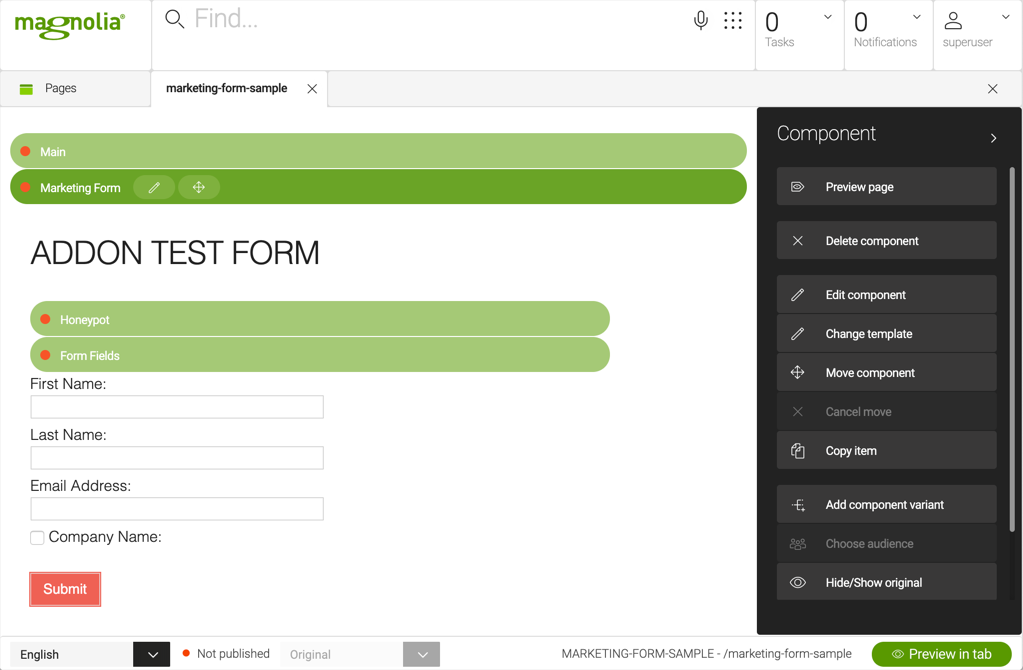 magnolia®
Find...
0
Tasks
0
Notifications
superuser
Pages
marketing-form-sample
Main
Marketing Form
ADDON TEST FORM
Honeypot
Form Fields
First Name:
Last Name:
Email Address:
Company Name:
Submit
Component
Preview page
Delete component
Edit component
Change template
Move component
Cancel move
Copy item
Add component variant
Choose audience
Hide/Show original
English
Not published
Original
MARKETING-FORM-SAMPLE - /marketing-form-sample
Preview in tab